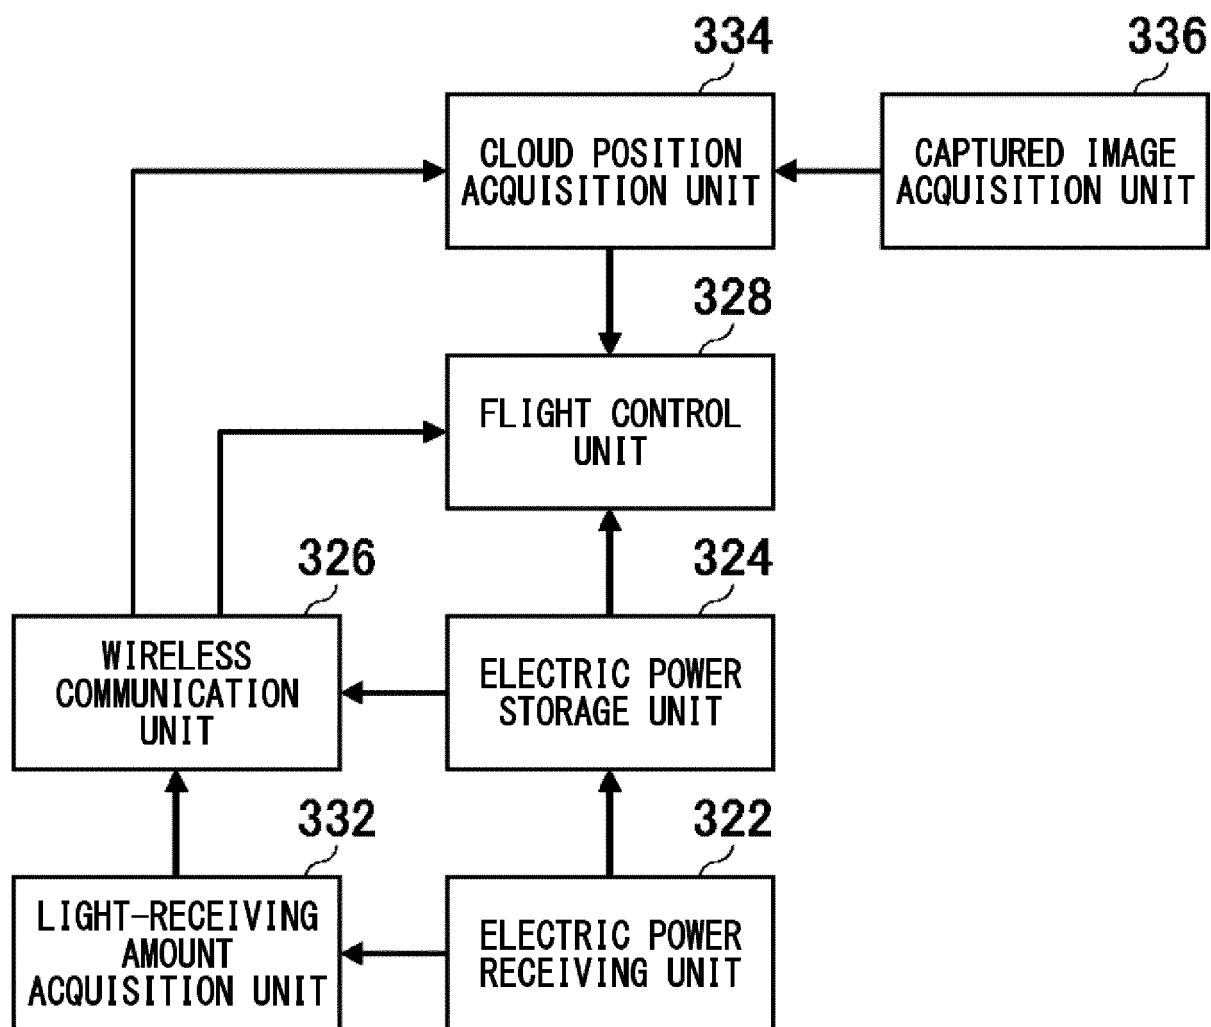 334
CLOUD POSITION
ACQUISITION UNIT
336
CAPTURED IMAGE
ACQUISITION UNIT
328
FLIGHT CONTROL
UNIT
326
WIRELESS
COMMUNICATION
UNIT
324
ELECTRIC POWER
STORAGE UNIT
332
LIGHT-RECEIVING
AMOUNT
ACQUISITION UNIT
322
ELECTRIC POWER
RECEIVING UNIT